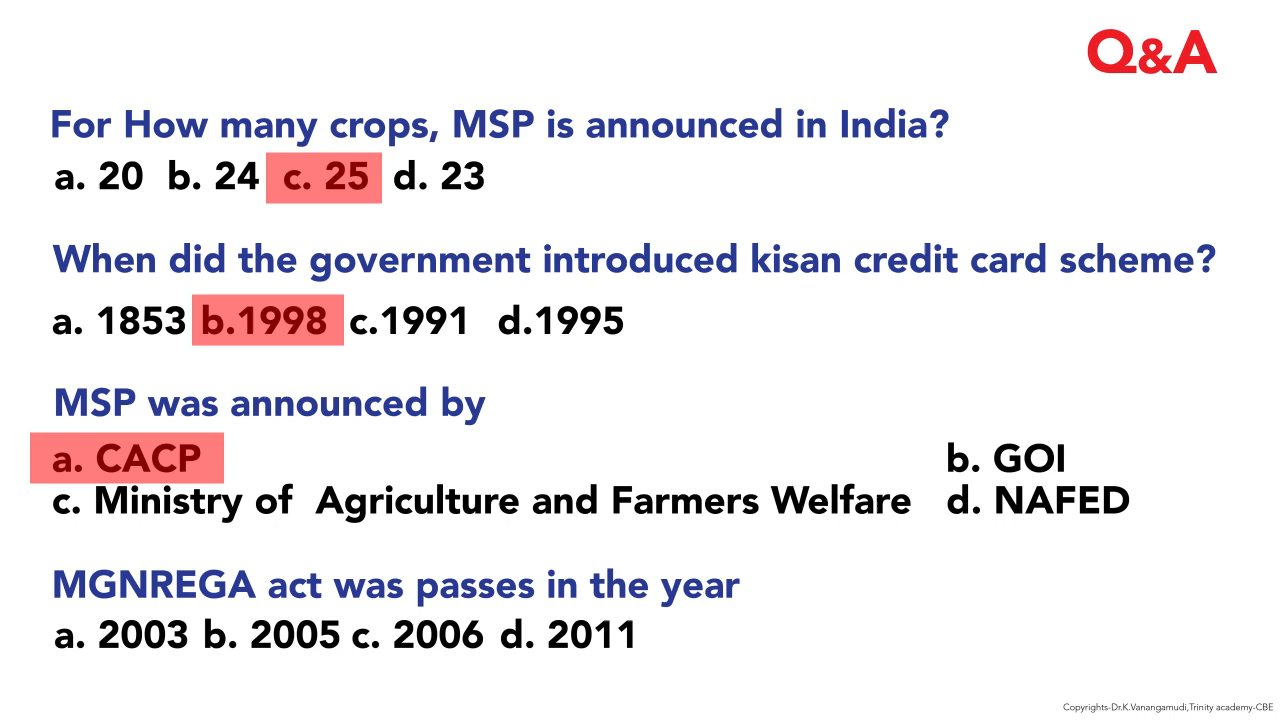 Q&A
For How many crops, MSP is announced in India?
a. 20 b. 24 c. 25 d. 23
When did the government introduced kisan credit card scheme?
a. 1853 b.1998 c.1991 d.1995
MSP was announced by
a. CACP b. GOI
c. Ministry of Agriculture and Farmers Welfare d. NAFED
MGNREGA act was passes in the year
a. 2003 b. 2005 c. 2006 d. 2011
Copyrights-Dr.K.Vanangamudi,Trinity academy-CBE